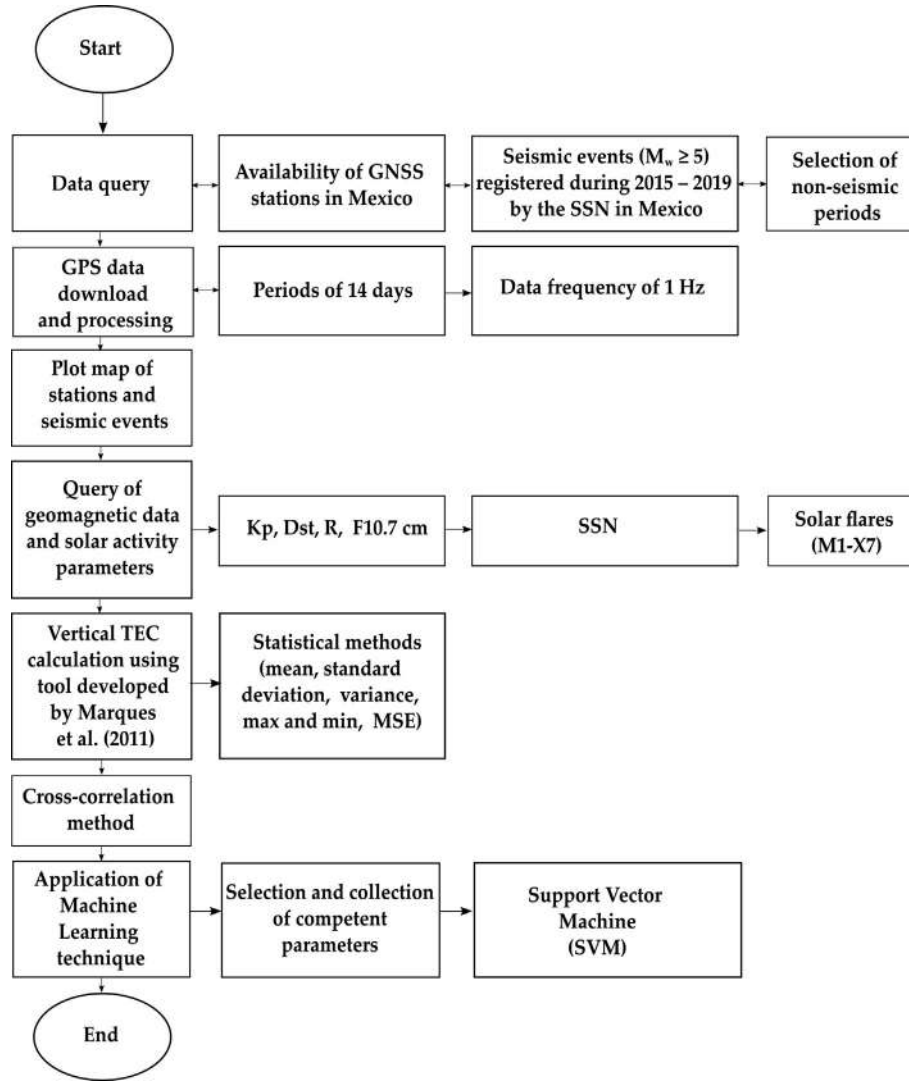 Start
Data query
Availability of GNSS
stations in Mexico
Seismic events (Mw ≥ 5)
registered during 2015 – 2019
by the SSN in Mexico
Selection of
non-seismic
periods
GPS data
download
and processing
Periods of 14 days
Data frequency of 1 Hz
Plot map of
stations and
seismic events
Query of
geomagnetic data
and solar activity
parameters
Kp, Dst, R, F10.7 cm
SSN
Solar flares
(M1-X7)
Vertical TEC
calculation using
tool developed
by Marques
et al. (2011)
Statistical methods
(mean, standard
deviation, variance,
max and min, MSE)
Cross-correlation
method
Application of
Machine
Learning
technique
Selection and collection
of competent
parameters
Support Vector
Machine
(SVM)
End